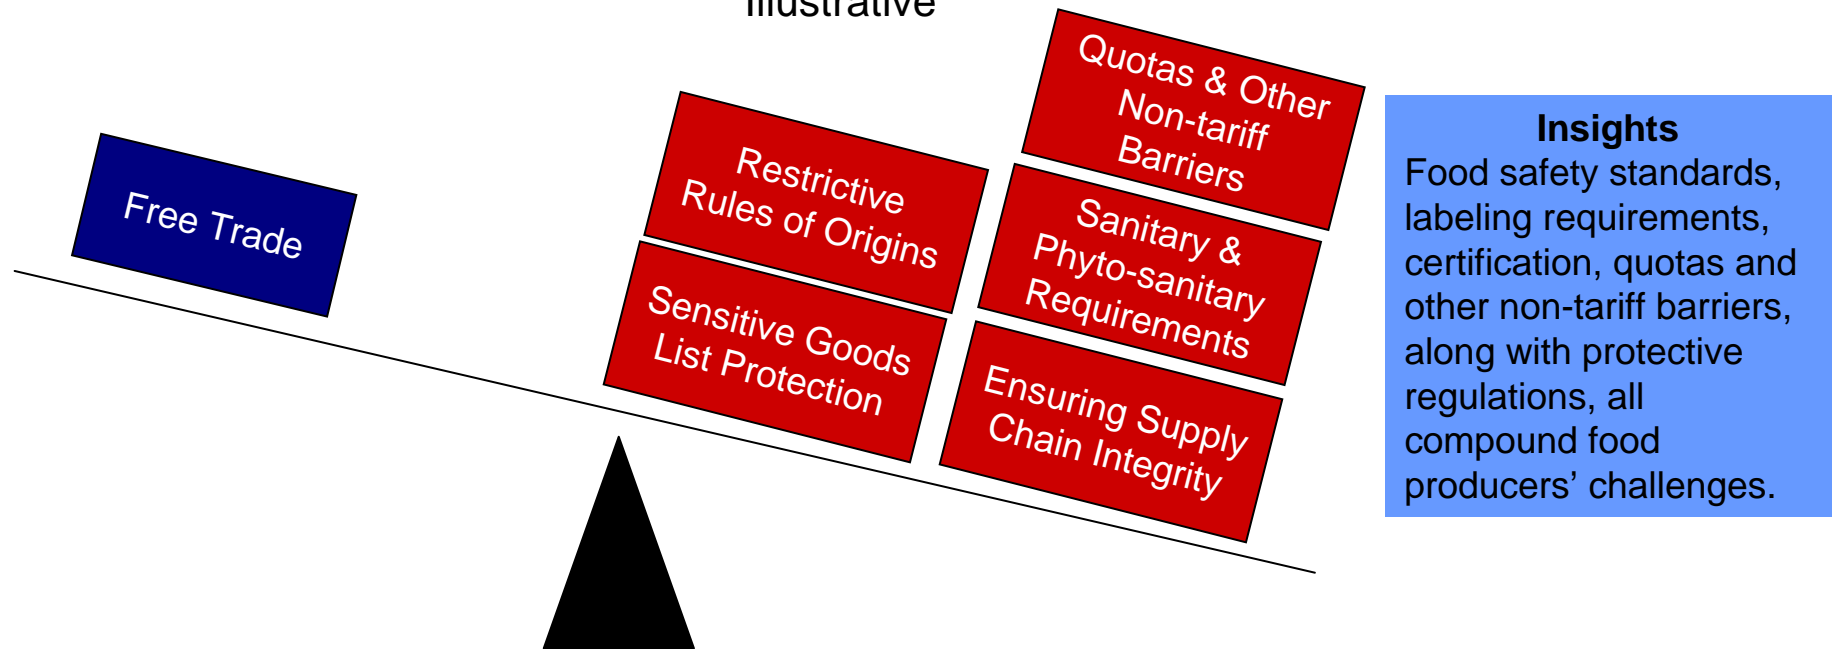 Illustrative
Quotas & Other
Non-tariff
Barriers
Restrictive
Rules of Origins
Sanitary &
Phyto-sanitary
Requirements
Free Trade
Sensitive Goods
List Protection
Ensuring Supply
Chain Integrity
Insights
Food safety standards,
labeling requirements,
certification, quotas and
other non-tariff barriers,
along with protective
regulations, all
compound food
producers’ challenges.